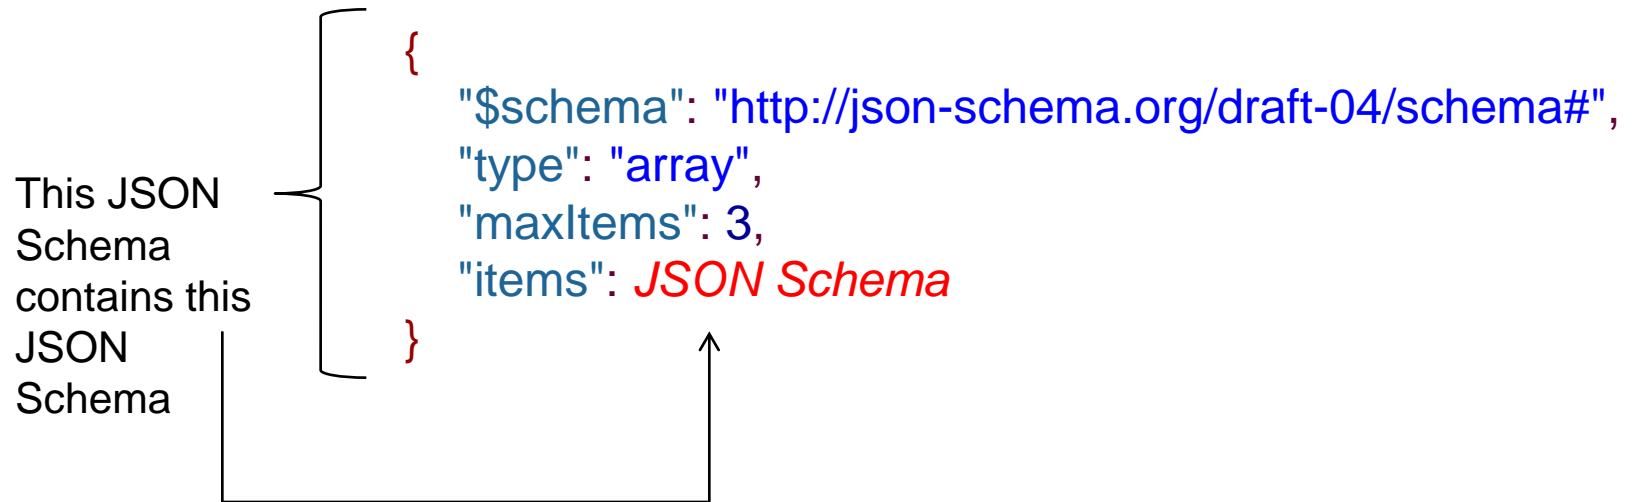 This JSON
Schema
contains this
JSON
Schema
{
"$schema": "http://json-schema.org/draft-04/schema#",
"type": "array",
"maxItems": 3,
"items": JSON Schema
}